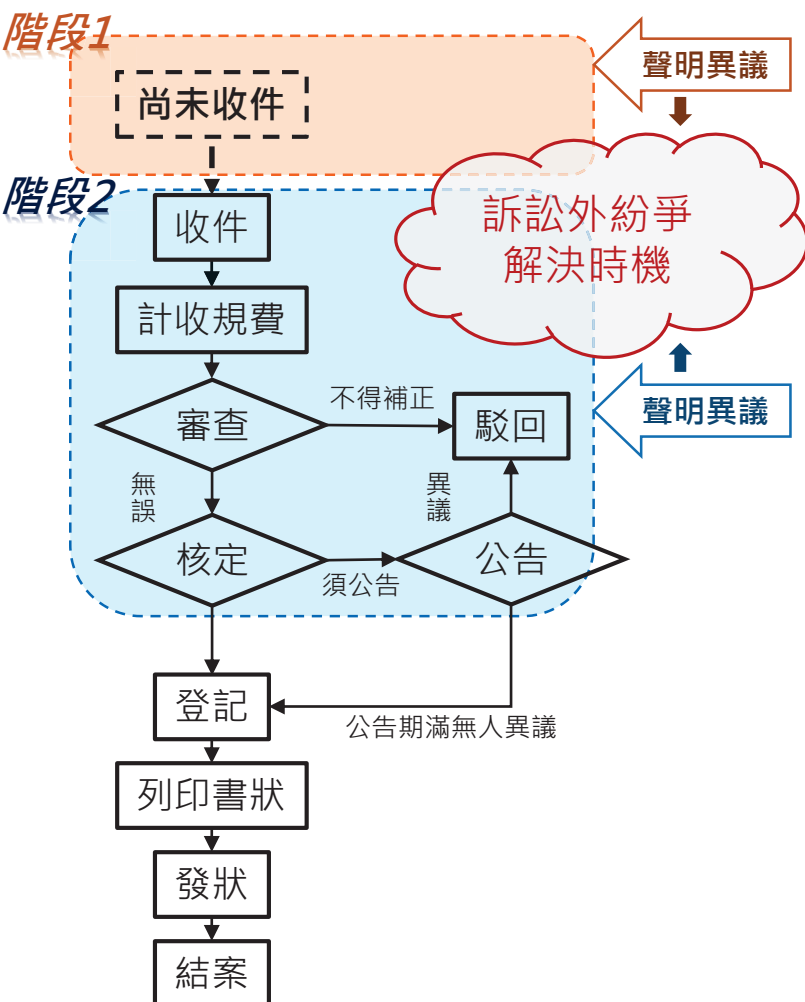 階段1
聲明異議
尚未收件
階段2
訴訟外紛爭
解決時機
收件
計收規費
不得補正
聲明異議
審查
駁回
無誤
異議
核定
公告
須公告
登記
公告期滿無人異議
列印書狀
發狀
結案